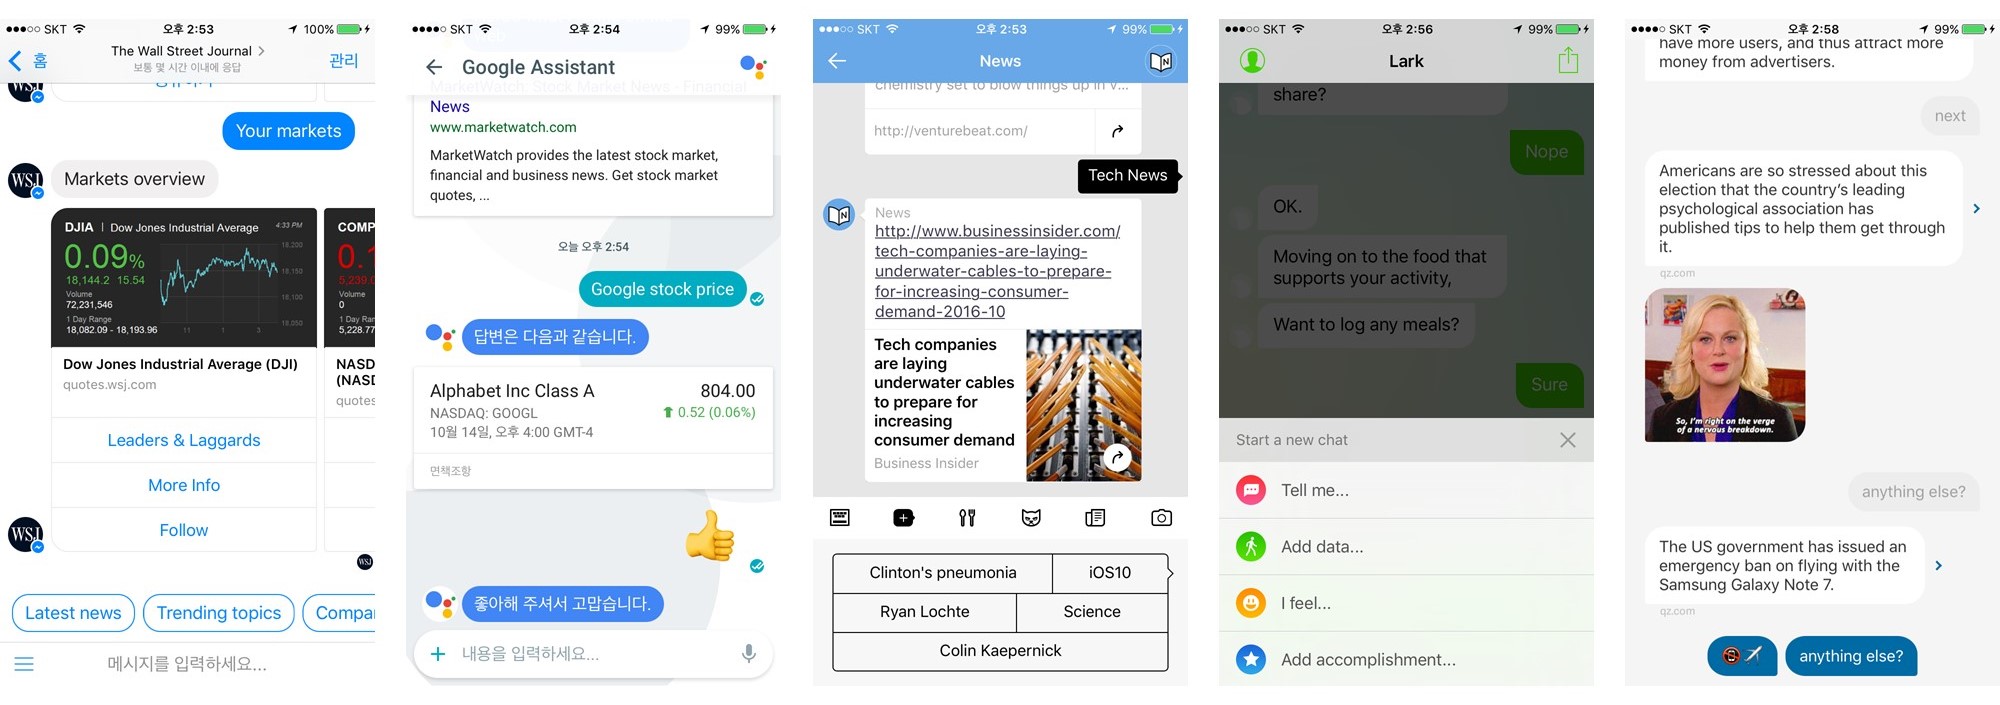 SKT 오후 2:53 100%
홈
The Wall Street Journal
보통 몇 시간 이내에 응답
관리
WSJ
Your markets
WSJ
Markets overview
DJIA | Dow Jones Industrial Average 4:33 PM
0.09%
18,144.2 15.54
Volume
72,231,546
1 Day Range
18,082.09 - 18,193.96
18,200
18,150
18,100
18,050
11 1 3
COMP
0.
5,239.
Volume
0
1 Day Range
5,228.77
Dow Jones Industrial Average (DJI)
quotes.wsj.com
NASD
(NASD
quotes
Leaders & Laggards
More Info
Follow
WSJ
WSJ
Latest news
Trending topics
Compa
메시지를 입력하세요...
SKT 오후 2:54 99%
Google Assistant
MarketWatch: Stock Market News - Financial
News
www.marketwatch.com
MarketWatch provides the latest stock market,
financial and business news. Get stock market
quotes, ...
오늘 오후 2:54
Google stock price
답변은 다음과 같습니다.
Alphabet Inc Class A 804.00
NASDAQ: GOOGL 0.52 (0.06%)
10월 14일, 오후 4:00 GMT-4
면책조항
좋아해 주셔서 고맙습니다.
내용을 입력하세요...
SKT 오후 2:53 99%
News
N
chemistry set to blow things up in v...
http://venturebeat.com/
Tech News
N
News
http://www.businessinsider.com/
tech-companies-are-laying-
underwater-cables-to-prepare-
for-increasing-consumer-
demand-2016-10
Tech companies
are laying
underwater cables
to prepare for
increasing
consumer demand
Business Insider
Clinton's pneumonia
iOS10
Ryan Lochte
Science
Colin Kaepernick
SKT 오후 2:56 99%
Lark
share?
Nope
OK.
Moving on to the food that
supports your activity,
Want to log any meals?
Sure
Start a new chat
Tell me...
Add data...
I feel...
Add accomplishment...
SKT 오후 2:58 99%
have more users, and thus attract more
money from advertisers.
next
Americans are so stressed about this
election that the country's leading
psychological association has
published tips to help them get through
it.
qz.com
So, I'm right on the verge
of a nervous breakdown.
anything else?
The US government has issued an
emergency ban on flying with the
Samsung Galaxy Note 7.
qz.com
anything else?